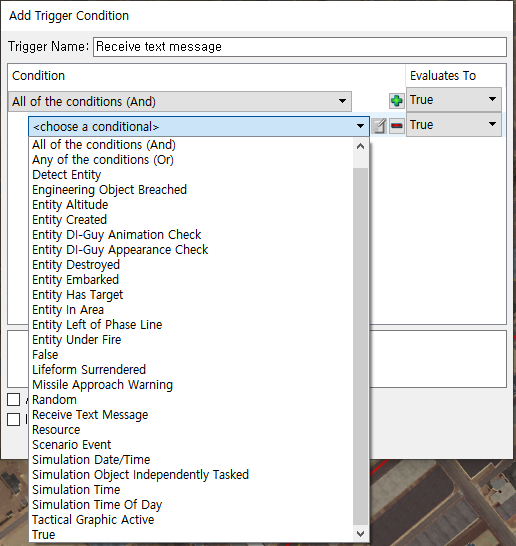 Add Trigger Condition
Trigger Name: Receive text message
Condition Evaluates To
All of the conditions (And) True
<choose a conditional> True
All of the conditions (And)
Any of the conditions (Or)
Detect Entity
Engineering Object Breached
Entity Altitude
Entity Created
Entity DI-Guy Animation Check
Entity DI-Guy Appearance Check
Entity Destroyed
Entity Embarked
Entity Has Target
Entity In Area
Entity Left of Phase Line
Entity Under Fire
False
Lifeform Surrendered
Missile Approach Warning
Random
Receive Text Message
Resource
Scenario Event
Simulation Date/Time
Simulation Object Independently Tasked
Simulation Time
Simulation Time Of Day
Tactical Graphic Active
True